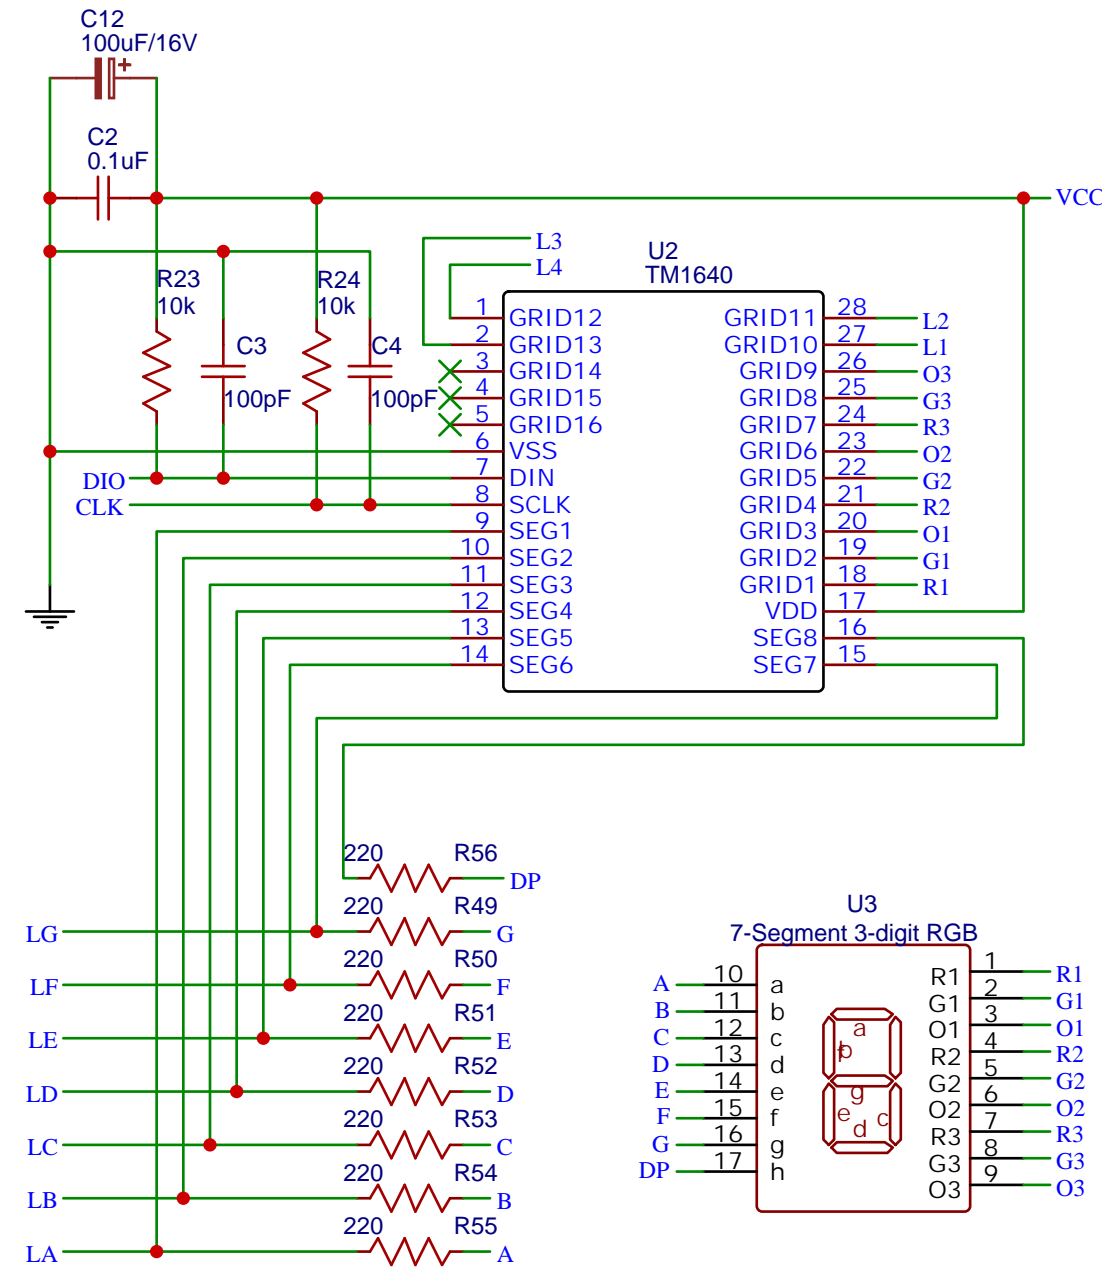 C12
100uF/16V
+
C2
0.1uF
VCC
L3
L4
U2
TM1640
R23
10k
R24
10k
C3
100pF
C4
100pF
1 GRID12
2 GRID13
3 GRID14
4 GRID15
5 GRID16
6 VSS
DIO 7 DIN
CLK 8 SCLK
9 SEG1
10 SEG2
11 SEG3
12 SEG4
13 SEG5
14 SEG6
GRID11 28 L2
GRID10 27 L1
GRID9 26 O3
GRID8 25 G3
GRID7 24 R3
GRID6 23 O2
GRID5 22 G2
GRID4 21 R2
GRID3 20 O1
GRID2 19 G1
GRID1 18 R1
VDD 17
SEG8 16
SEG7 15
220 R56
DP
220 R49
LG G
220 R50
LF F
220 R51
LE E
220 R52
LD D
220 R53
LC C
220 R54
LB B
220 R55
LA A
U3
7-Segment 3-digit RGB
A 10 a
B 11 b
C 12 c
D 13 d
E 14 e
F 15 f
G 16 g
DP 17 h
a
f b
g
e c
d
R1 1 R1
G1 2 G1
O1 3 O1
R2 4 R2
G2 5 G2
O2 6 O2
R3 7 R3
G3 8 G3
O3 9 O3